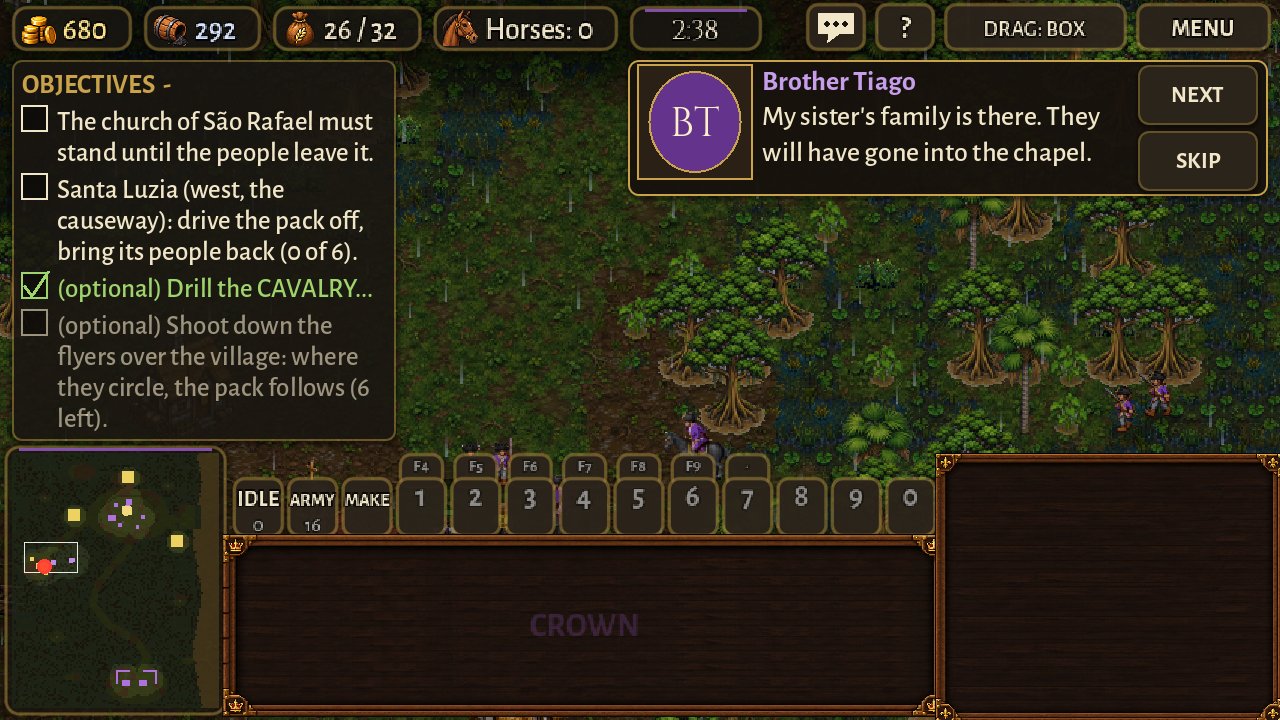 680
292
26 / 32
Horses: 0
2:38
?
DRAG: BOX
MENU
OBJECTIVES -
The church of São Rafael must
stand until the people leave it.
Santa Luzia (west, the
causeway): drive the pack off,
bring its people back (0 of 6).
(optional) Drill the CAVALRY...
(optional) Shoot down the
flyers over the village: where
they circle, the pack follows (6
left).
BT
Brother Tiago
My sister's family is there. They
will have gone into the chapel.
NEXT
SKIP
F4
F5
F6
F7
F8
F9
IDLE
0
ARMY
16
MAKE
1
2
3
4
5
6
7
8
9
0
CROWN